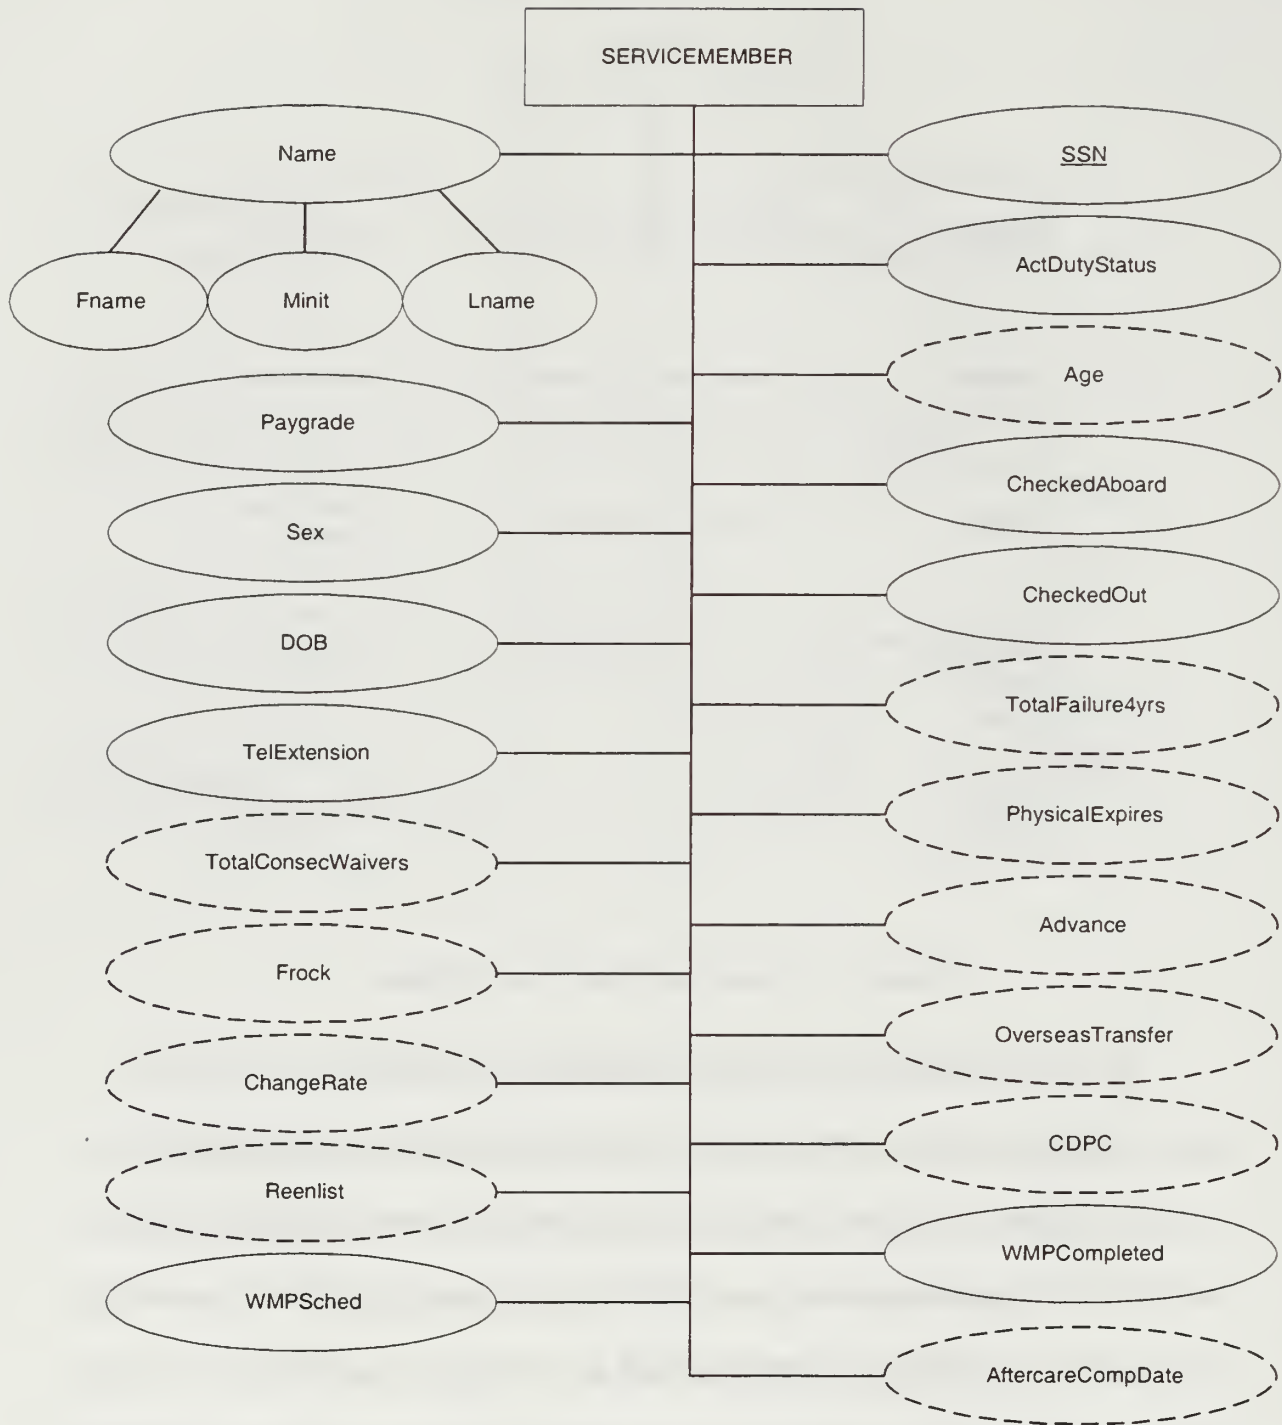 SERVICEMEMBER
Name
SSN
Fname
Minit
Lname
ActDutyStatus
Age
Paygrade
CheckedAboard
Sex
CheckedOut
DOB
TotalFailure4yrs
TelExtension
PhysicalExpires
TotalConsecWaivers
Advance
Frock
OverseasTransfer
ChangeRate
CDPC
Reenlist
WMPCompleted
WMPSched
AftercareCompDate